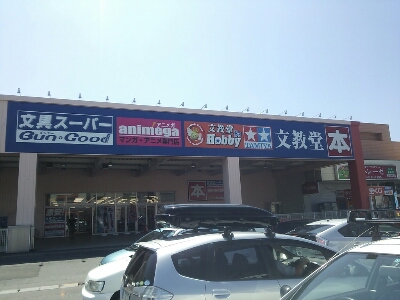 文具スーパー
Bun・Good
アニメガ
animega
マンガ・アニメ専門店
文教堂
Hobby
TAMIYA
文教堂
本